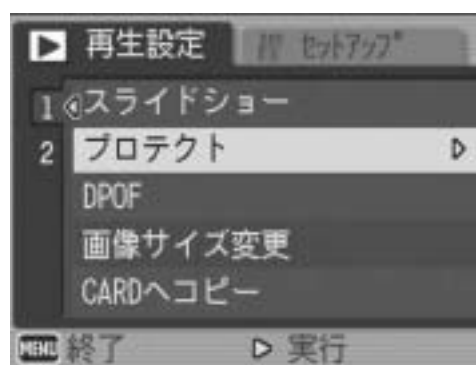 再生設定 セットアップ
1 スライドショー
2 プロテクト
DPOF
画像サイズ変更
CARDへコピー
MENU 終了 実行